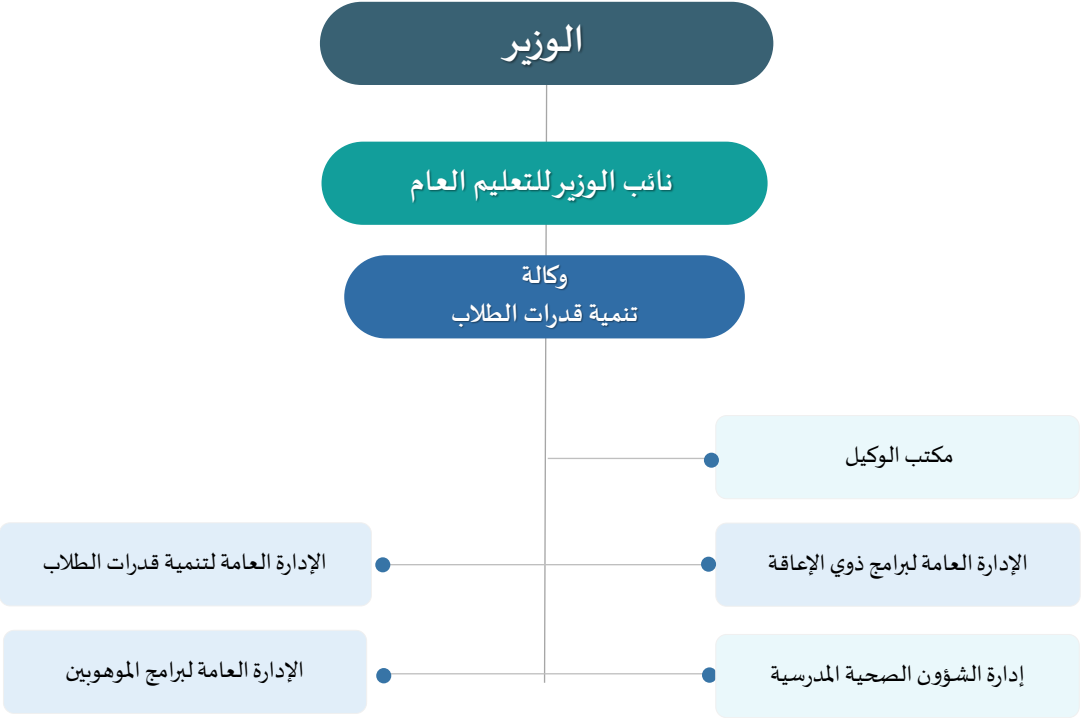 الوزير
نائب الوزير للتعليم العام
وكالة
تنمية قدرات الطلاب
مكتب الوكيل
الإدارة العامة لبرامج ذوي الإعاقة
الإدارة العامة لتنمية قدرات الطلاب
إدارة الشؤون الصحية المدرسية
الإدارة العامة لبرامج الموهوبين